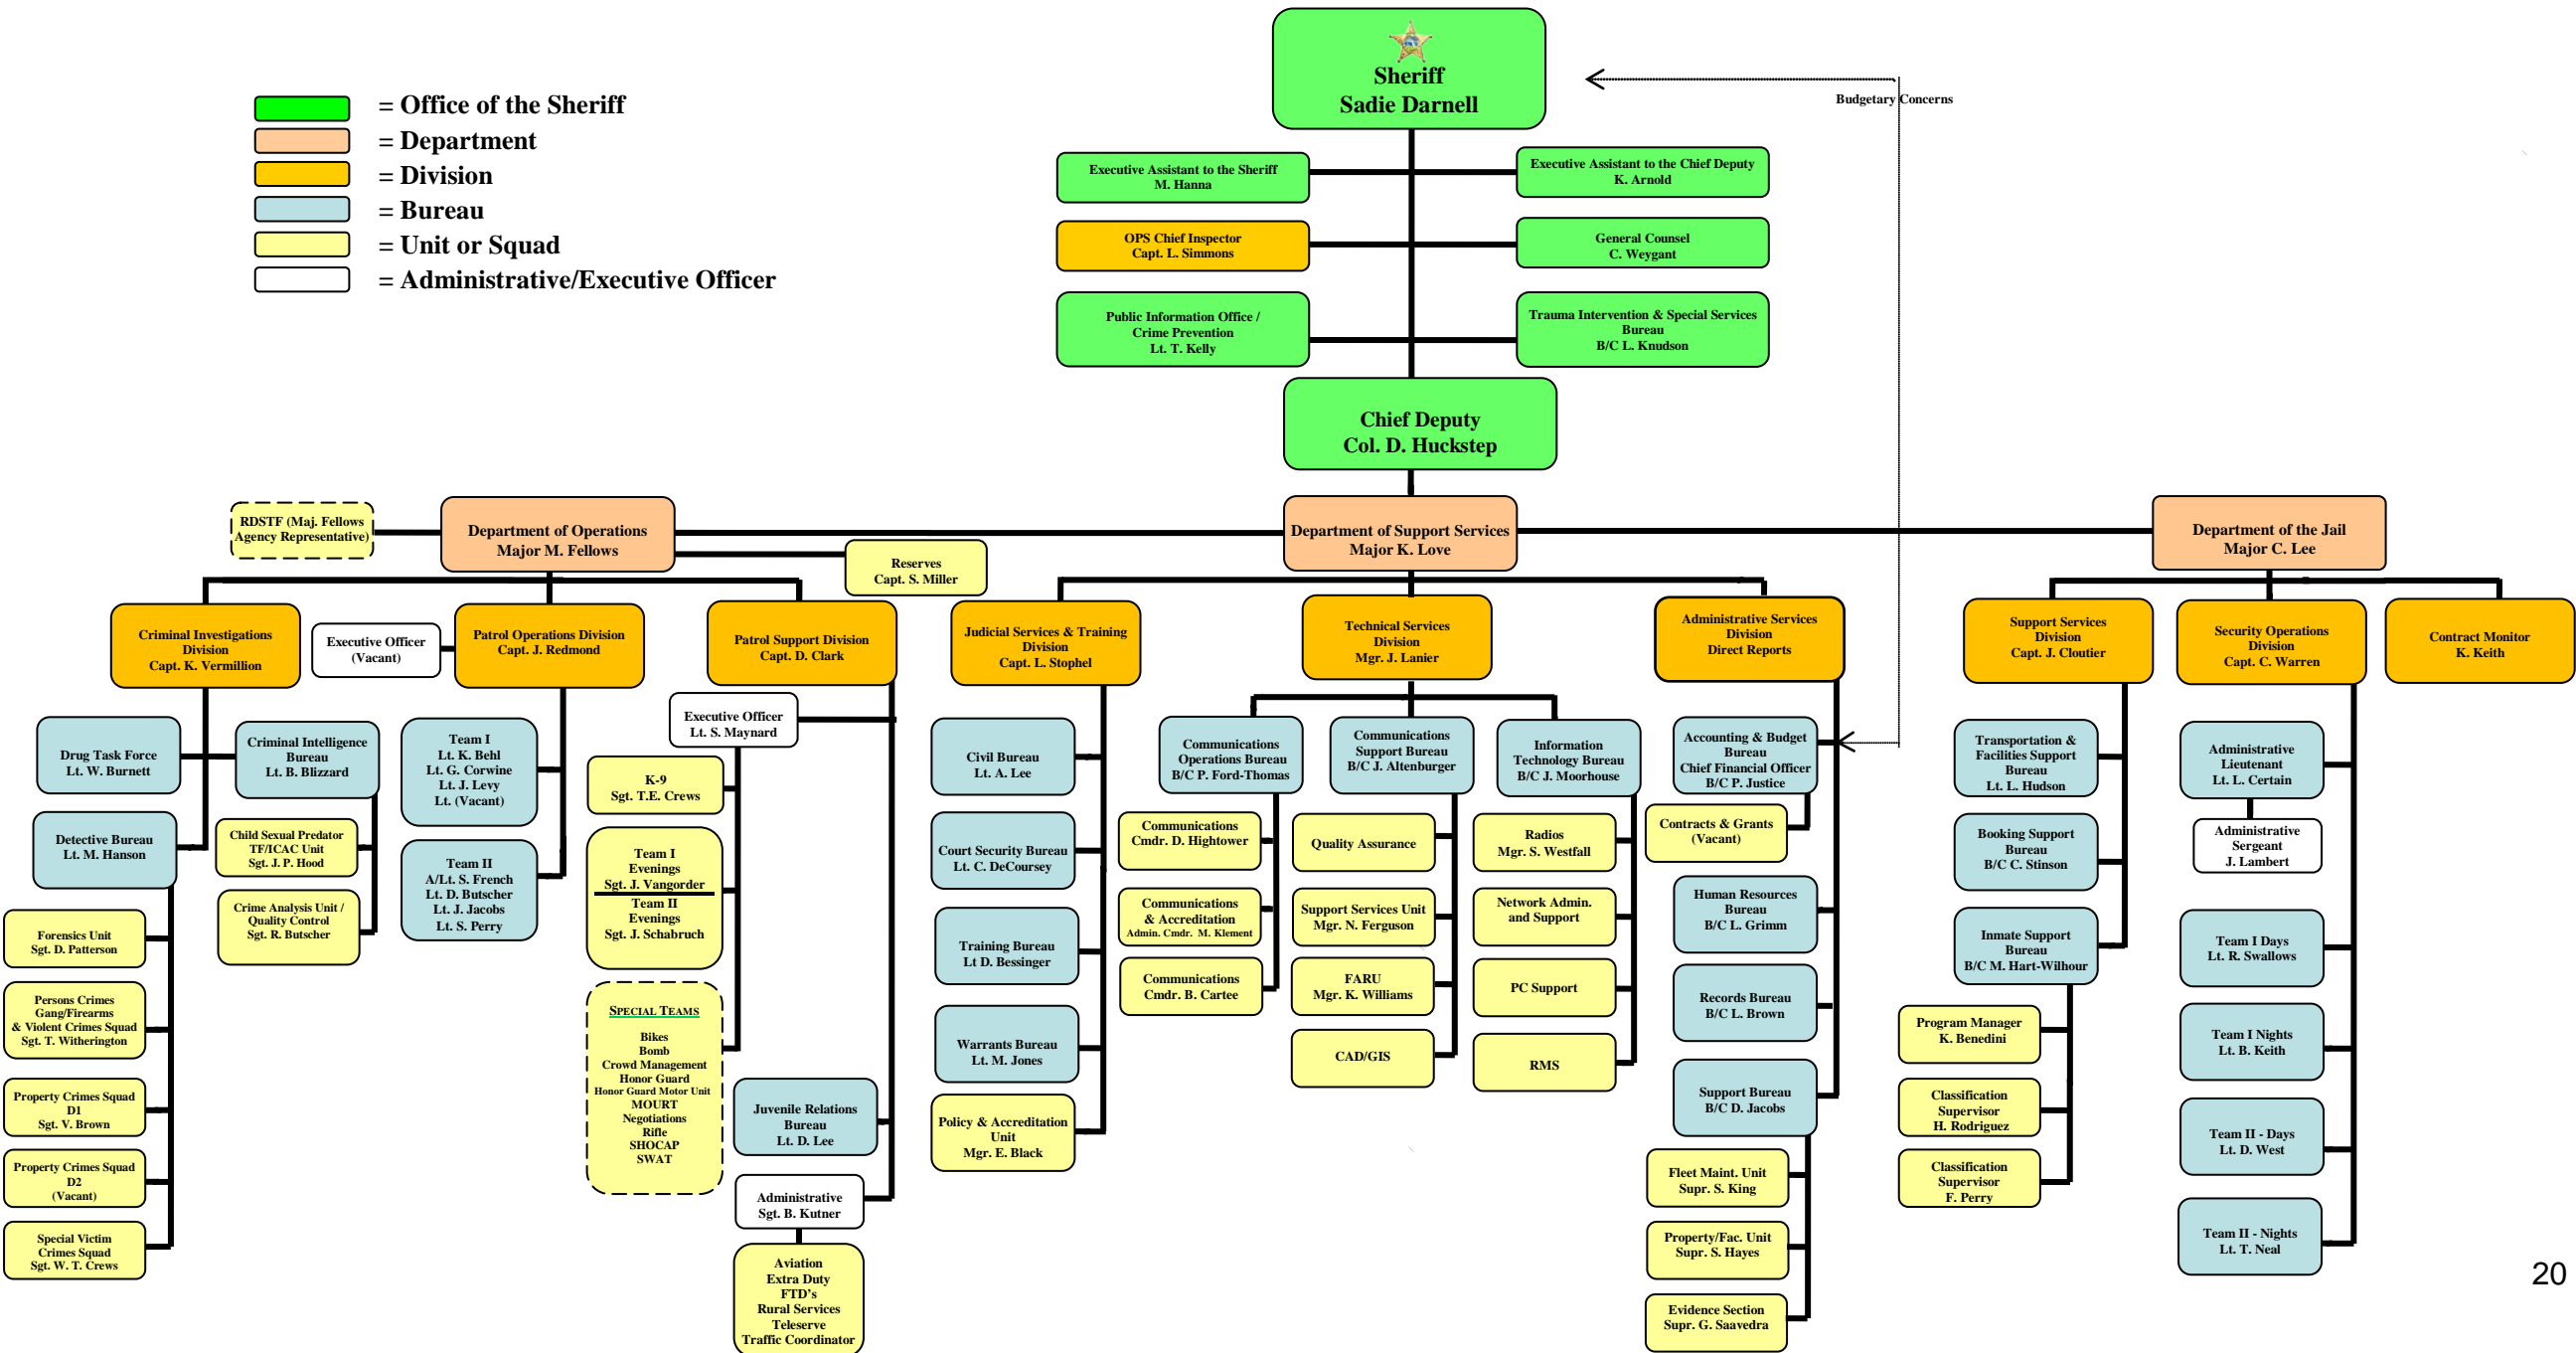 Sheriff
Sadie Darnell
Budgetary Concerns
= Office of the Sheriff
= Department
= Division
= Bureau
= Unit or Squad
= Administrative/Executive Officer
Executive Assistant to the Sheriff
M. Hanna
Executive Assistant to the Chief Deputy
K. Arnold
OPS Chief Inspector
Capt. L. Simmons
General Counsel
C. Weygant
Public Information Office /
Crime Prevention
Lt. T. Kelly
Trauma Intervention & Special Services
Bureau
B/C L. Knudson
Chief Deputy
Col. D. Huckstep
RDSTF (Maj. Fellows
Agency Representative)
Department of Operations
Major M. Fellows
Reserves
Capt. S. Miller
Department of Support Services
Major K. Love
Department of the Jail
Major C. Lee
Criminal Investigations
Division
Capt. K. Vermillion
Executive Officer
(Vacant)
Patrol Operations Division
Capt. J. Redmond
Patrol Support Division
Capt. D. Clark
Judicial Services & Training
Division
Capt. L. Stophel
Technical Services
Division
Mgr. J. Lanier
Administrative Services
Division
Direct Reports
Support Services
Division
Capt. J. Cloutier
Security Operations
Division
Capt. C. Warren
Contract Monitor
K. Keith
Drug Task Force
Lt. W. Burnett
Criminal Intelligence
Bureau
Lt. B. Blizzard
Detective Bureau
Lt. M. Hanson
Child Sexual Predator
TF/ICAC Unit
Sgt. J. P. Hood
Crime Analysis Unit /
Quality Control
Sgt. R. Butscher
Forensics Unit
Sgt. D. Patterson
Persons Crimes
Gang/Firearms
& Violent Crimes Squad
Sgt. T. Witherington
Property Crimes Squad
D1
Sgt. V. Brown
Property Crimes Squad
D2
(Vacant)
Special Victim
Crimes Squad
Sgt. W. T. Crews
Team I
Lt. K. Behl
Lt. G. Corwine
Lt. J. Levy
Lt. (Vacant)
Team II
A/Lt. S. French
Lt. D. Butscher
Lt. J. Jacobs
Lt. S. Perry
Executive Officer
Lt. S. Maynard
K-9
Sgt. T.E. Crews
Team I
Evenings
Sgt. J. Vangorder
Team II
Evenings
Sgt. J. Schabruch
SPECIAL TEAMS
Bikes
Bomb
Crowd Management
Honor Guard
Honor Guard Motor Unit
MOURT
Negotiations
Rifle
SHOCAP
SWAT
Juvenile Relations
Bureau
Lt. D. Lee
Administrative
Sgt. B. Kutner
Aviation
Extra Duty
FTD's
Rural Services
Teleserve
Traffic Coordinator
Civil Bureau
Lt. A. Lee
Court Security Bureau
Lt. C. DeCoursey
Training Bureau
Lt D. Bessinger
Warrants Bureau
Lt. M. Jones
Policy & Accreditation
Unit
Mgr. E. Black
Communications
Operations Bureau
B/C P. Ford-Thomas
Communications
Cmdr. D. Hightower
Communications
& Accreditation
Admin. Cmdr. M. Klement
Communications
Cmdr. B. Cartee
Communications
Support Bureau
B/C J. Altenburger
Quality Assurance
Support Services Unit
Mgr. N. Ferguson
FARU
Mgr. K. Williams
CAD/GIS
Information
Technology Bureau
B/C J. Moorhouse
Radios
Mgr. S. Westfall
Network Admin.
and Support
PC Support
RMS
Accounting & Budget
Bureau
Chief Financial Officer
B/C P. Justice
Contracts & Grants
(Vacant)
Human Resources
Bureau
B/C L. Grimm
Records Bureau
B/C L. Brown
Support Bureau
B/C D. Jacobs
Fleet Maint. Unit
Supr. S. King
Property/Fac. Unit
Supr. S. Hayes
Evidence Section
Supr. G. Saavedra
Transportation &
Facilities Support
Bureau
Lt. L. Hudson
Booking Support
Bureau
B/C C. Stinson
Inmate Support
Bureau
B/C M. Hart-Wilhour
Program Manager
K. Benedini
Classification
Supervisor
H. Rodriguez
Classification
Supervisor
F. Perry
Administrative
Lieutenant
Lt. L. Certain
Administrative
Sergeant
J. Lambert
Team I Days
Lt. R. Swallows
Team I Nights
Lt. B. Keith
Team II - Days
Lt. D. West
Team II - Nights
Lt. T. Neal
20